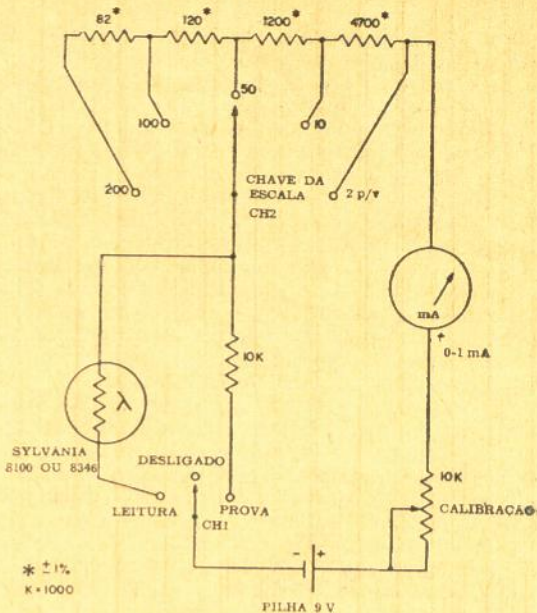 82*
120*
1200*
4700*
50
100
10
200
2 p/v
CHAVE DA
ESCALA
CH2
mA
+
0-1 mA
10K
λ
SYLVANIA
8100 OU 8346
DESLIGADO
LEITURA
PROVA
CH1
10K
CALIBRAÇÃO
- +
* ±1%
K=1000
PILHA 9 V